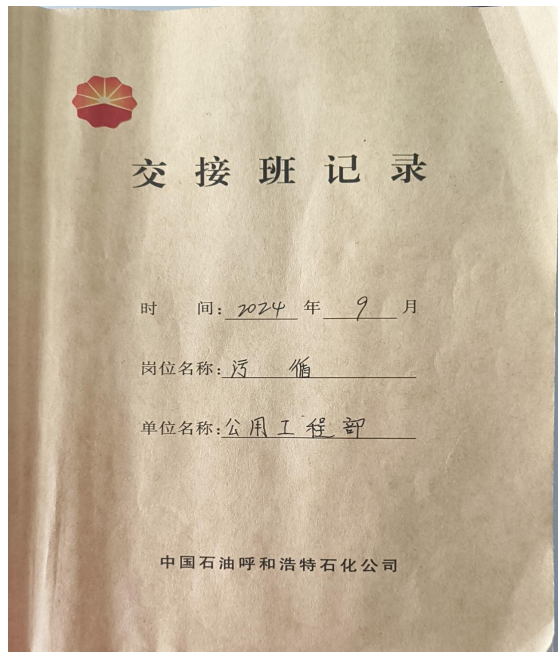 交接班记录
时 间: 2024 年 9 月
岗位名称: 污 循
单位名称: 公用工程部
中国石油呼和浩特石化公司